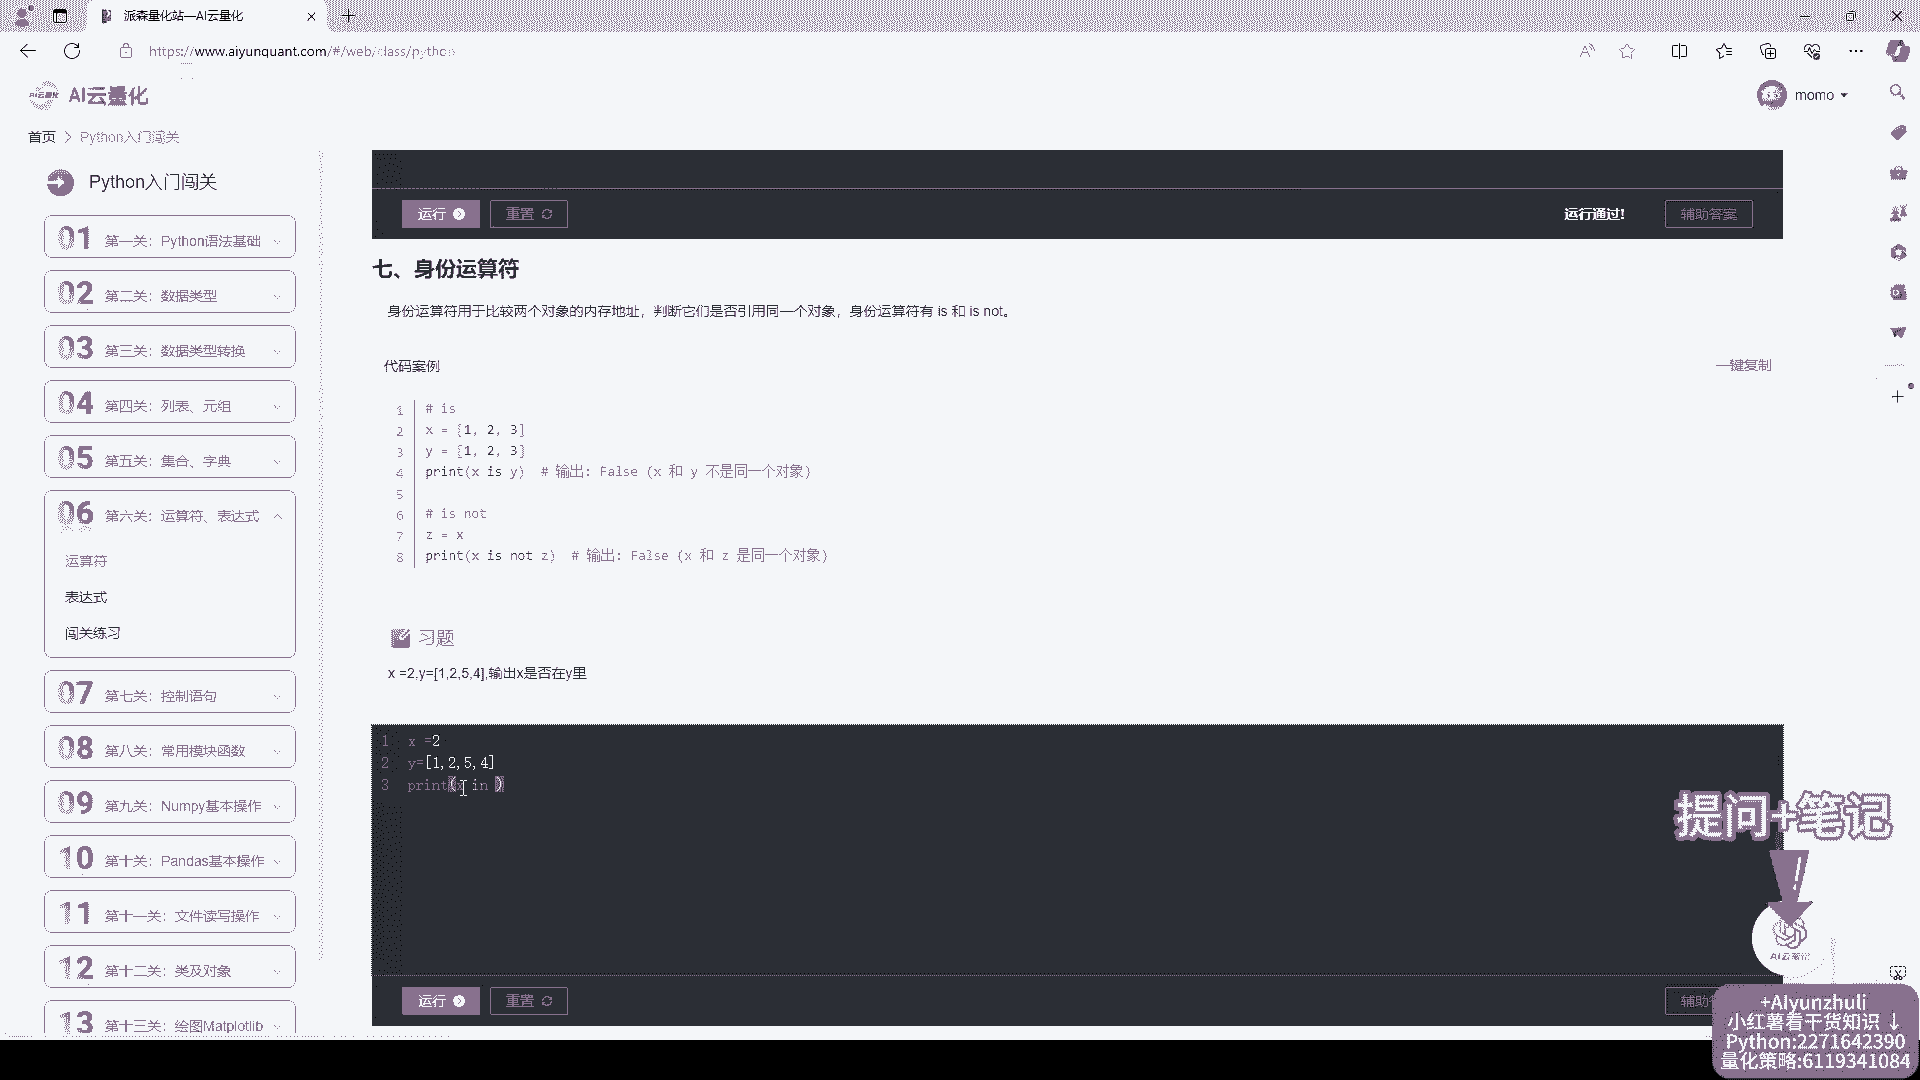 派森量化站—AI云量化
https://www.aiyunquant.com/#/web/class/python
AI云量化
momo
首页 > Python入门闯关
Python入门闯关
01 第一关：Python语法基础
02 第二关：数据类型
03 第三关：数据类型转换
04 第四关：列表、元组
05 第五关：集合、字典
06 第六关：运算符、表达式
运算符
表达式
闯关练习
07 第七关：控制语句
08 第八关：常用模块函数
09 第九关：Numpy基本操作
10 第十关：Pandas基本操作
11 第十一关：文件读写操作
12 第十二关：类及对象
13 第十三关：绘图Matplotlib
运行 重置 运行通过! 辅助答案
七、身份运算符
身份运算符用于比较两个对象的内存地址，判断它们是否引用同一个对象，身份运算符有 is 和 is not。
代码案例 一键复制
1 # is
2 x = [1, 2, 3]
3 y = [1, 2, 3]
4 print(x is y) # 输出: False (x 和 y 不是同一个对象)
5
6 # is not
7 z = x
8 print(x is not z) # 输出: False (x 和 z 是同一个对象)
习题
x =2,y=[1,2,5,4],输出x是否在y里
1 x =2
2 y=[1,2,5,4]
3 print(x in )
运行 重置 辅助
提问+笔记
AI云笔记
+AIyunzhuli
小红薯看干货知识 ↓
Python:2271642390
量化策略:6119341084